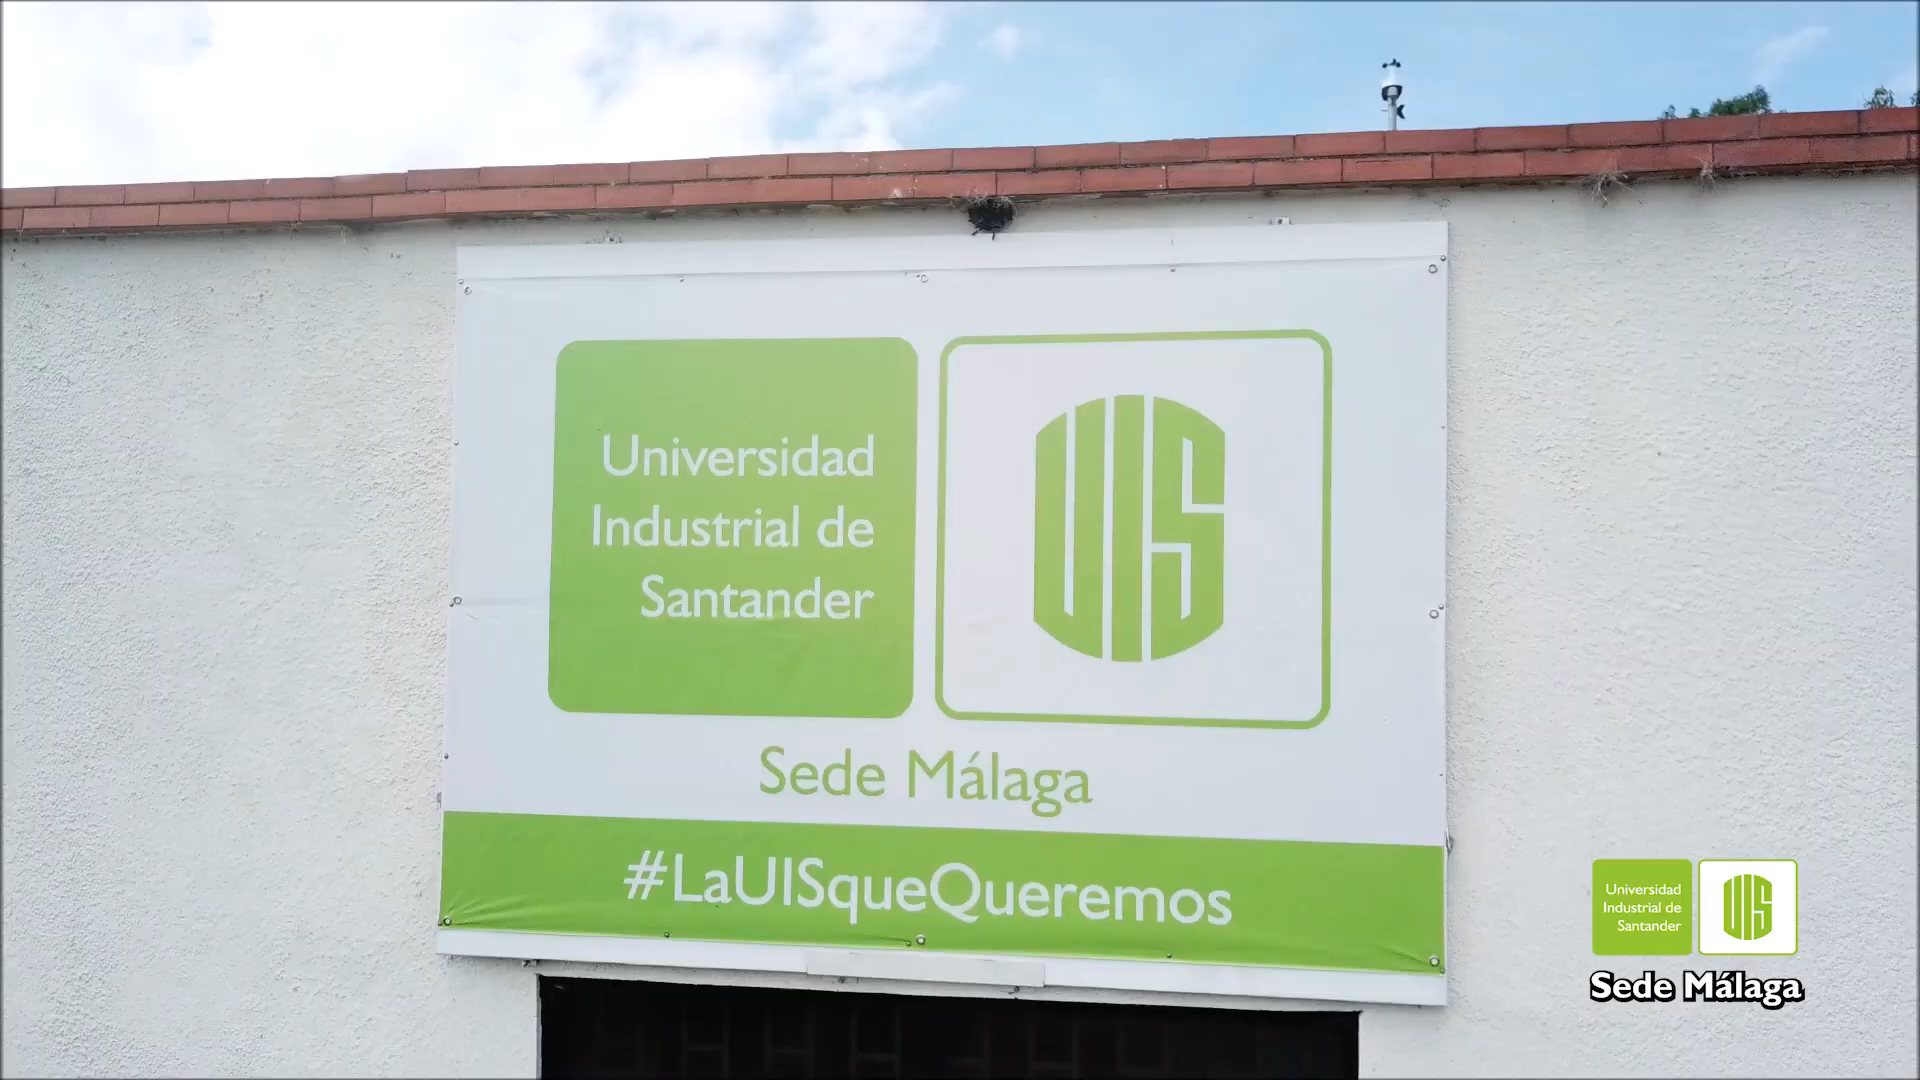 Universidad
Industrial de
Santander
UIS
Sede Málaga
#LaUISqueQueremos
Universidad
Industrial de
Santander
UIS
Sede Málaga